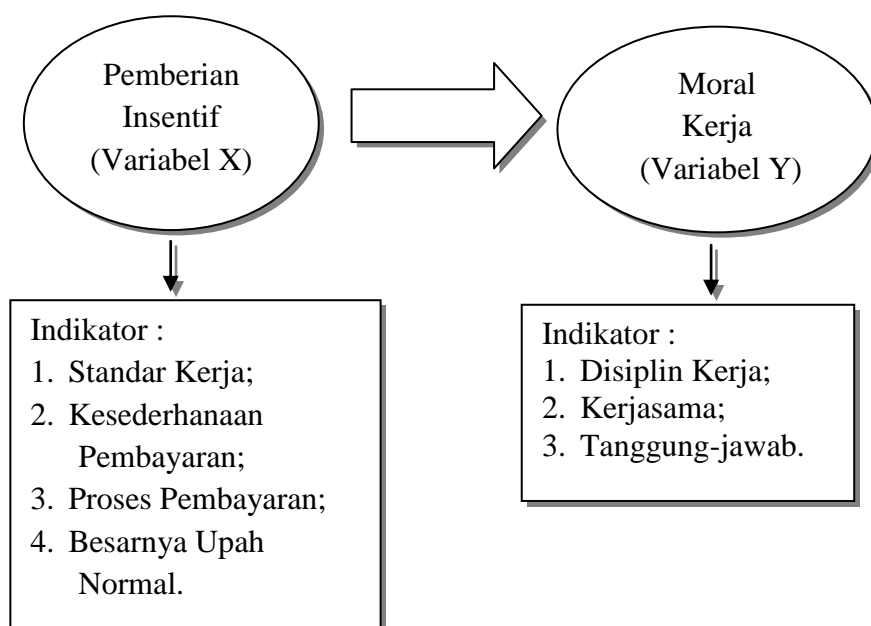 Pemberian
Insentif
(Variabel X)
Moral
Kerja
(Variabel Y)
Indikator :
1. Standar Kerja;
2. Kesederhanaan
Pembayaran;
3. Proses Pembayaran;
4. Besarnya Upah
Normal.
Indikator :
1. Disiplin Kerja;
2. Kerjasama;
3. Tanggung-jawab.